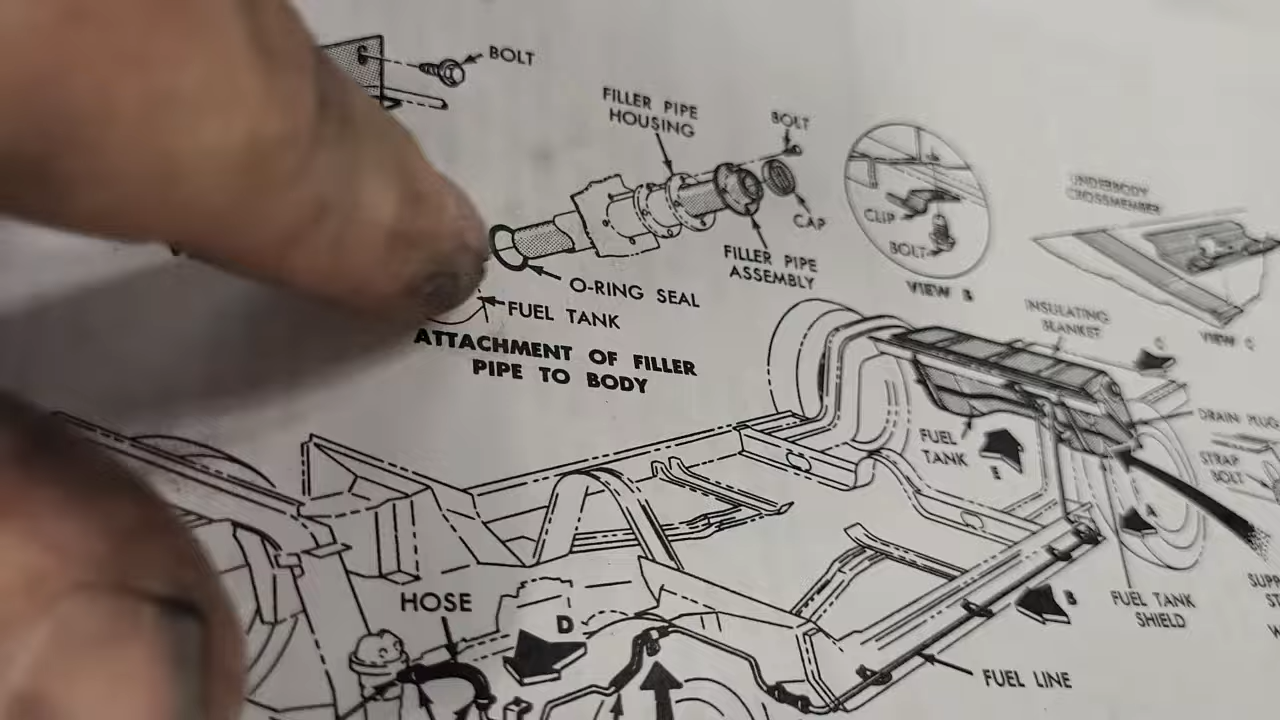 BOLT
FILLER PIPE
HOUSING
BOLT
CAP
FILLER PIPE
ASSEMBLY
O-RING SEAL
FUEL TANK
ATTACHMENT OF FILLER
PIPE TO BODY
CLIP
BOLT
VIEW B
UNDERBODY
CROSSMEMBER
VIEW C
INSULATING
BLANKET
C
DRAIN PLUG
FUEL
TANK
E
STRAP
BOLT
A
B
FUEL TANK
SHIELD
HOSE
D
FUEL LINE